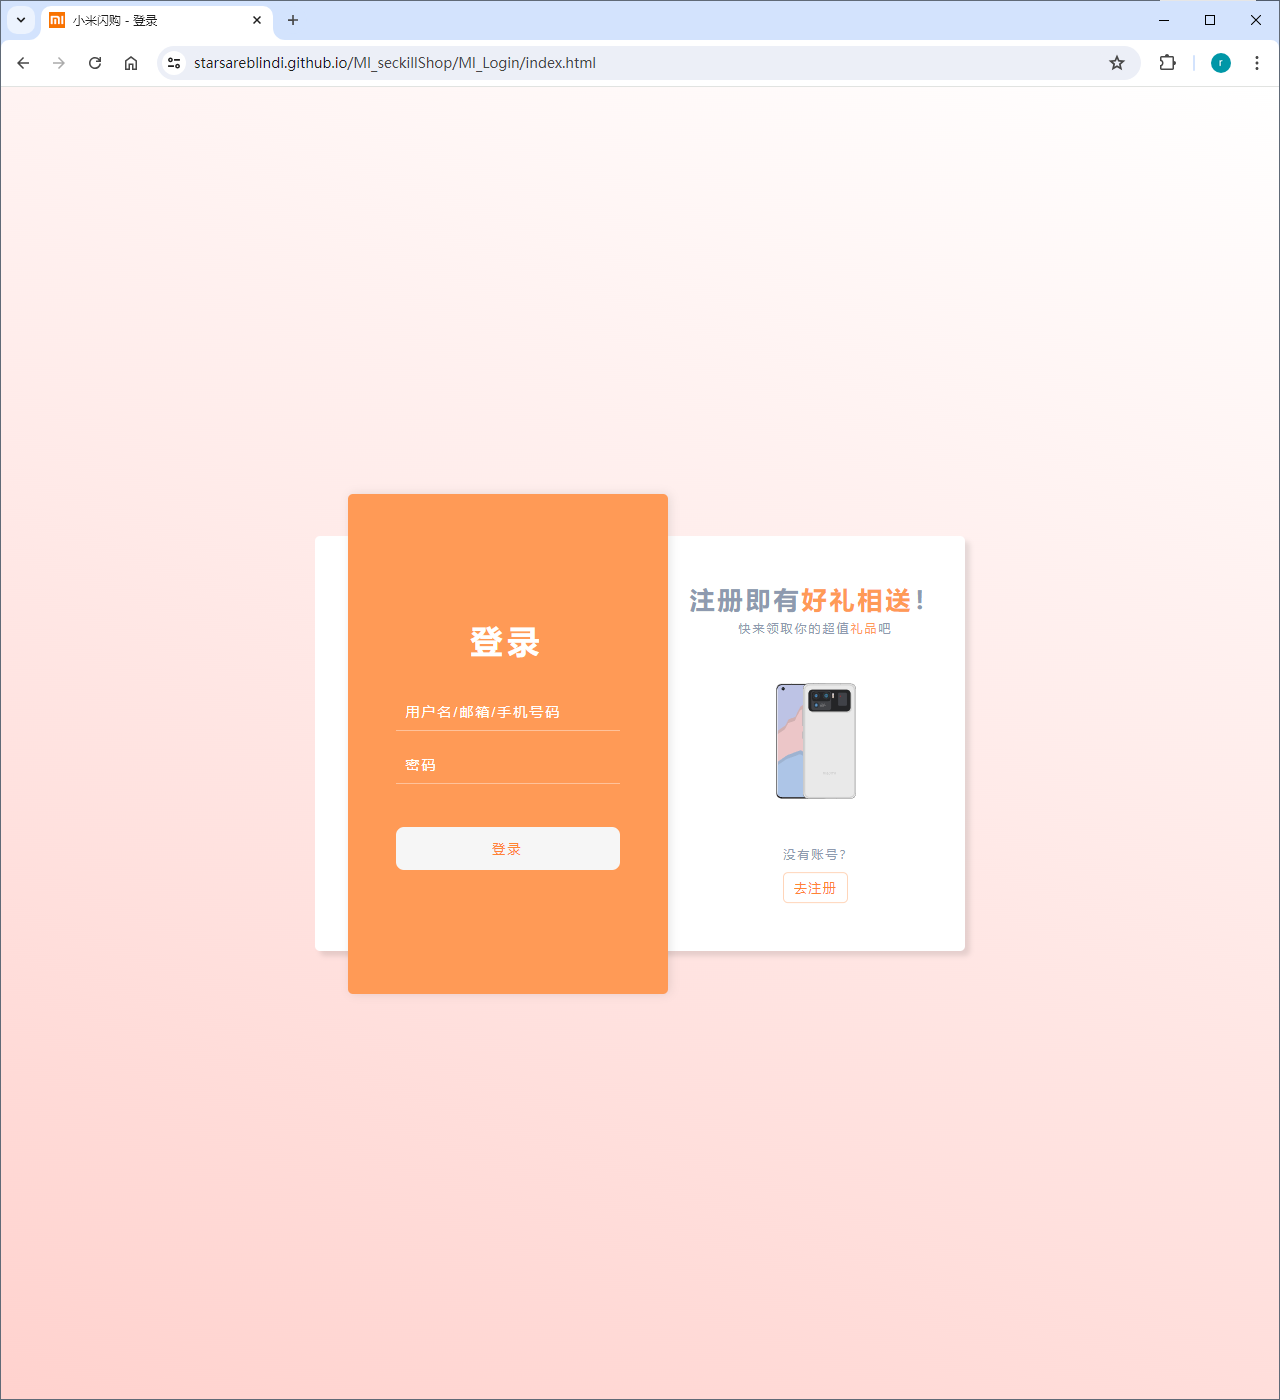 小米闪购 - 登录
starsareblindi.github.io/MI_seckillShop/MI_Login/index.html
r
登录
用户名/邮箱/手机号码
密码
登录
注册即有好礼相送！
快来领取你的超值礼品吧
没有账号？
去注册